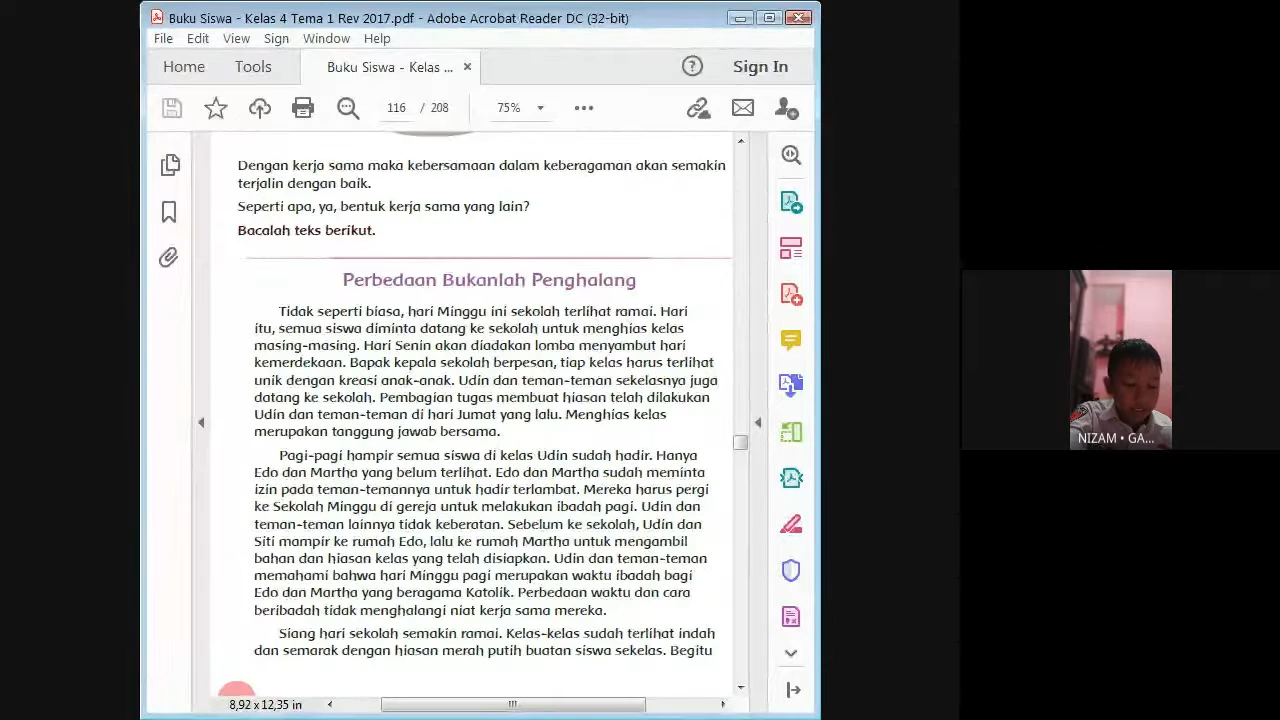 Buku Siswa - Kelas 4 Tema 1 Rev 2017.pdf - Adobe Acrobat Reader DC (32-bit)
File Edit View Sign Window Help
Home Tools Buku Siswa - Kelas ... × Sign In
116 / 208 75%
Dengan kerja sama maka kebersamaan dalam keberagaman akan semakin
terjalin dengan baik.
Seperti apa, ya, bentuk kerja sama yang lain?
Bacalah teks berikut.
Perbedaan Bukanlah Penghalang
Tidak seperti biasa, hari Minggu ini sekolah terlihat ramai. Hari
itu, semua siswa diminta datang ke sekolah untuk menghias kelas
masing-masing. Hari Senin akan diadakan lomba menyambut hari
kemerdekaan. Bapak kepala sekolah berpesan, tiap kelas harus terlihat
unik dengan kreasi anak-anak. Udin dan teman-teman sekelasnya juga
datang ke sekolah. Pembagian tugas membuat hiasan telah dilakukan
Udin dan teman-teman di hari Jumat yang lalu. Menghias kelas
merupakan tanggung jawab bersama.
Pagi-pagi hampir semua siswa di kelas Udin sudah hadir. Hanya
Edo dan Martha yang belum terlihat. Edo dan Martha sudah meminta
izin pada teman-temannya untuk hadir terlambat. Mereka harus pergi
ke Sekolah Minggu di gereja untuk melakukan ibadah pagi. Udin dan
teman-teman lainnya tidak keberatan. Sebelum ke sekolah, Udin dan
Siti mampir ke rumah Edo, lalu ke rumah Martha untuk mengambil
bahan dan hiasan kelas yang telah disiapkan. Udin dan teman-teman
memahami bahwa hari Minggu pagi merupakan waktu ibadah bagi
Edo dan Martha yang beragama Katolik. Perbedaan waktu dan cara
beribadah tidak menghalangi niat kerja sama mereka.
Siang hari sekolah semakin ramai. Kelas-kelas sudah terlihat indah
dan semarak dengan hiasan merah putih buatan siswa sekelas. Begitu
8,92 x 12,35 in
NIZAM • GA...